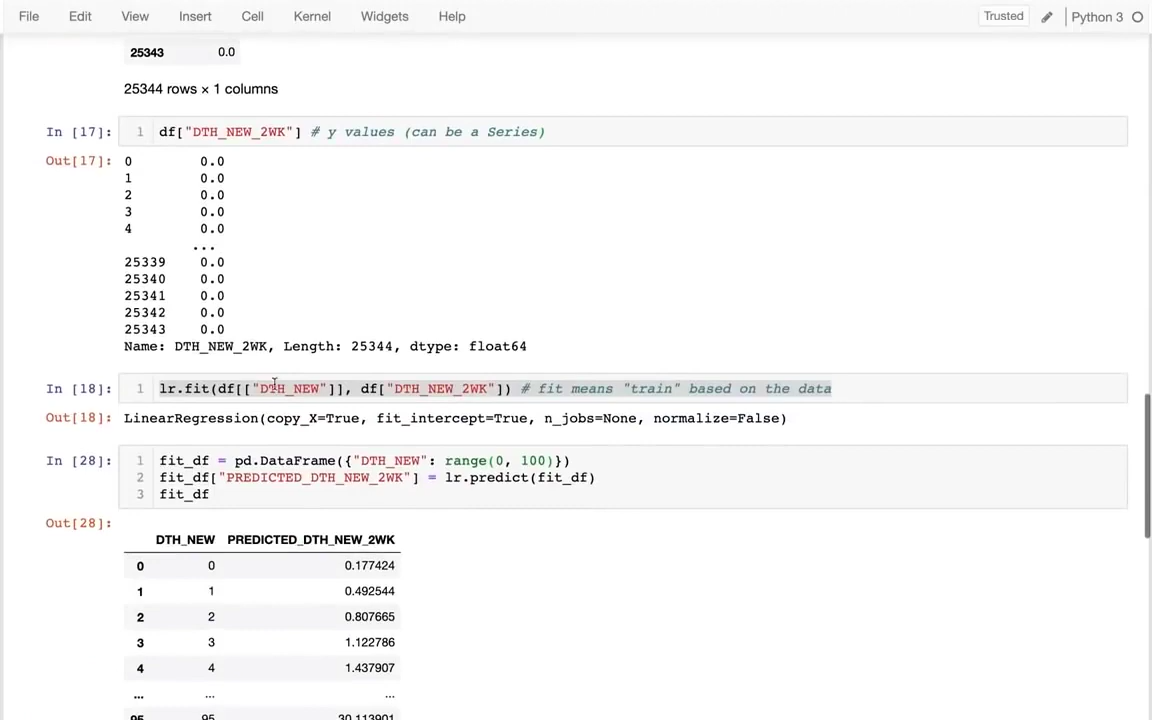 File Edit View Insert Cell Kernel Widgets Help Trusted Python 3
25343 0.0
25344 rows × 1 columns
In [17]: 1 df["DTH_NEW_2WK"] # y values (can be a Series)
Out[17]: 0 0.0
1 0.0
2 0.0
3 0.0
4 0.0
...
25339 0.0
25340 0.0
25341 0.0
25342 0.0
25343 0.0
Name: DTH_NEW_2WK, Length: 25344, dtype: float64
In [18]: 1 lr.fit(df[["DTH_NEW"]], df["DTH_NEW_2WK"]) # fit means "train" based on the data
Out[18]: LinearRegression(copy_X=True, fit_intercept=True, n_jobs=None, normalize=False)
In [28]: 1 fit_df = pd.DataFrame({"DTH_NEW": range(0, 100)})
2 fit_df["PREDICTED_DTH_NEW_2WK"] = lr.predict(fit_df)
3 fit_df
Out[28]:
DTH_NEW PREDICTED_DTH_NEW_2WK
0 0 0.177424
1 1 0.492544
2 2 0.807665
3 3 1.122786
4 4 1.437907
... ... ...
95 95 30.113901